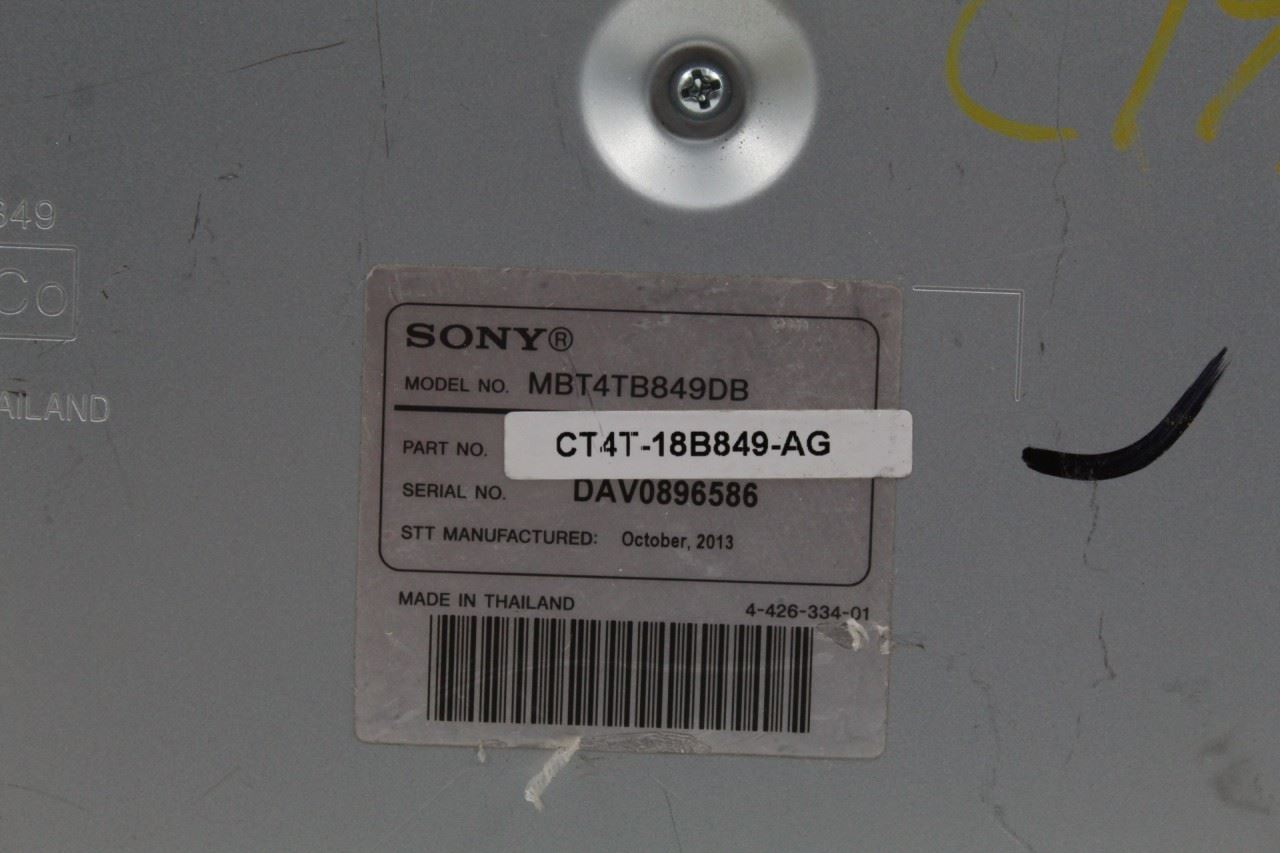 649
Co
AILAND
SONY®
MODEL NO. MBT4TB849DB
PART NO. CT4T-18B849-AG
SERIAL NO. DAV0896586
STT MANUFACTURED: October, 2013
MADE IN THAILAND 4-426-334-01